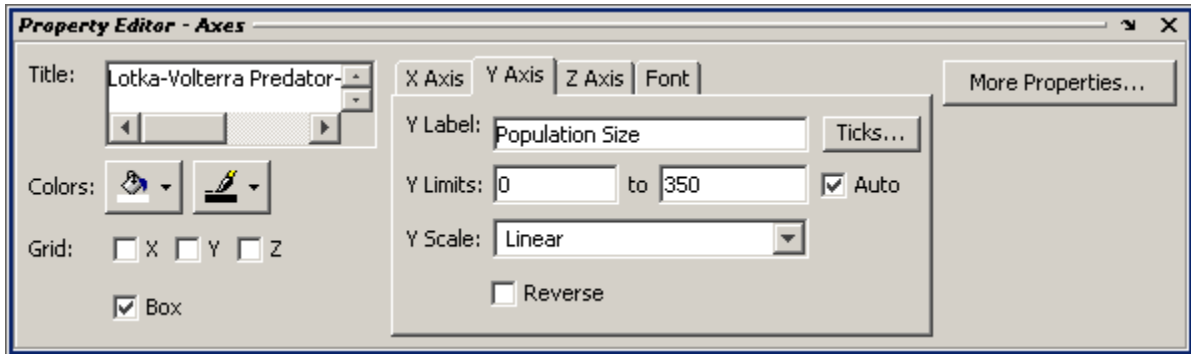 Property Editor - Axes
Title:
Lotka-Volterra Predator-
Colors:
Grid:
X
Y
Z
Box
X Axis
Y Axis
Z Axis
Font
Y Label:
Population Size
Ticks...
Y Limits:
0
to
350
Auto
Y Scale:
Linear
Reverse
More Properties...